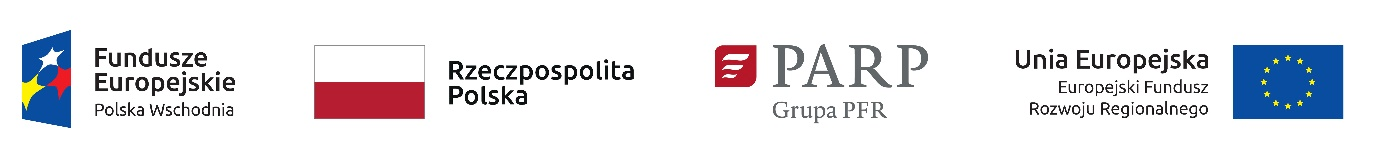 Fundusze
Europejskie
Polska Wschodnia
Rzeczpospolita
Polska
PARP
Grupa PFR
Unia Europejska
Europejski Fundusz
Rozwoju Regionalnego